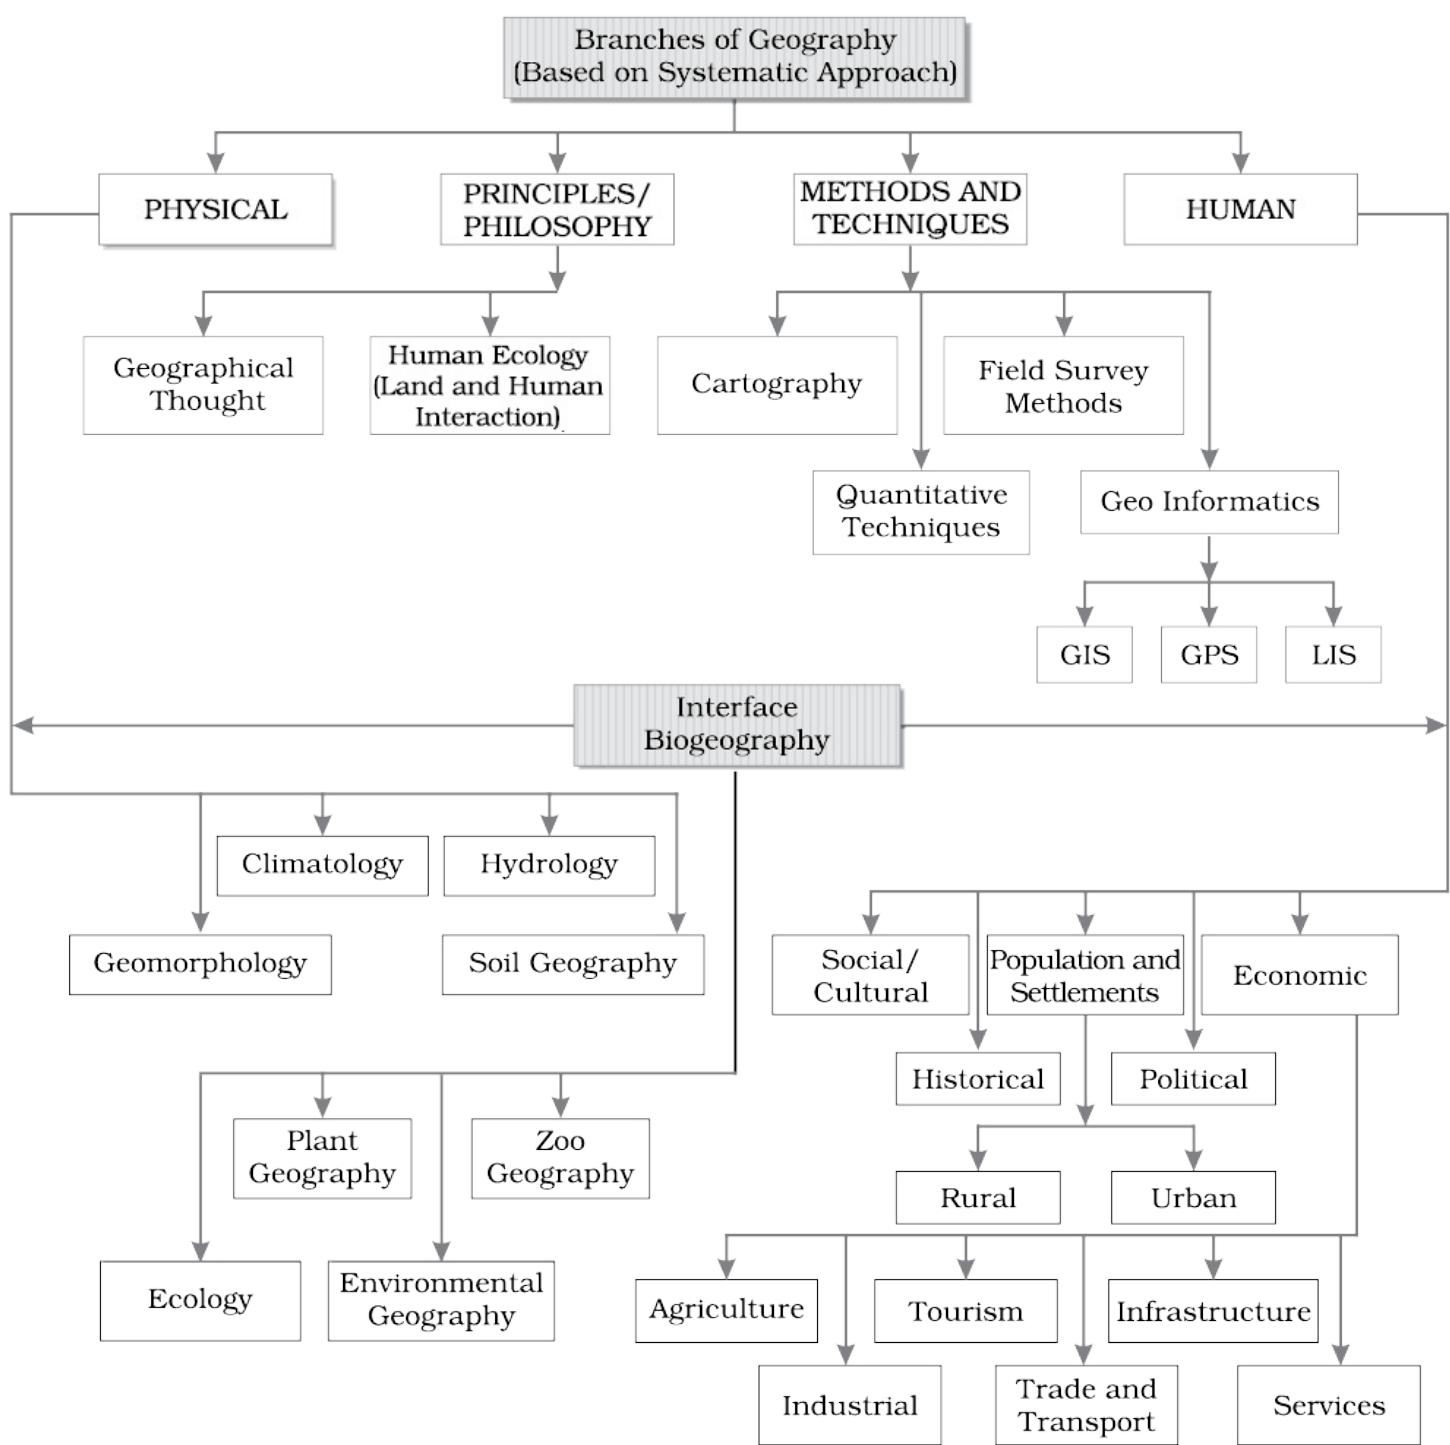 Branches of Geography
(Based on Systematic Approach)
PHYSICAL
PRINCIPLES/
PHILOSOPHY
METHODS AND
TECHNIQUES
HUMAN
Geographical
Thought
Human Ecology
(Land and Human
Interaction)
Cartography
Field Survey
Methods
Quantitative
Techniques
Geo Informatics
GIS
GPS
LIS
Interface
Biogeography
Climatology
Hydrology
Geomorphology
Soil Geography
Social/
Cultural
Population and
Settlements
Economic
Historical
Political
Plant
Geography
Zoo
Geography
Rural
Urban
Ecology
Environmental
Geography
Agriculture
Tourism
Infrastructure
Industrial
Trade and
Transport
Services